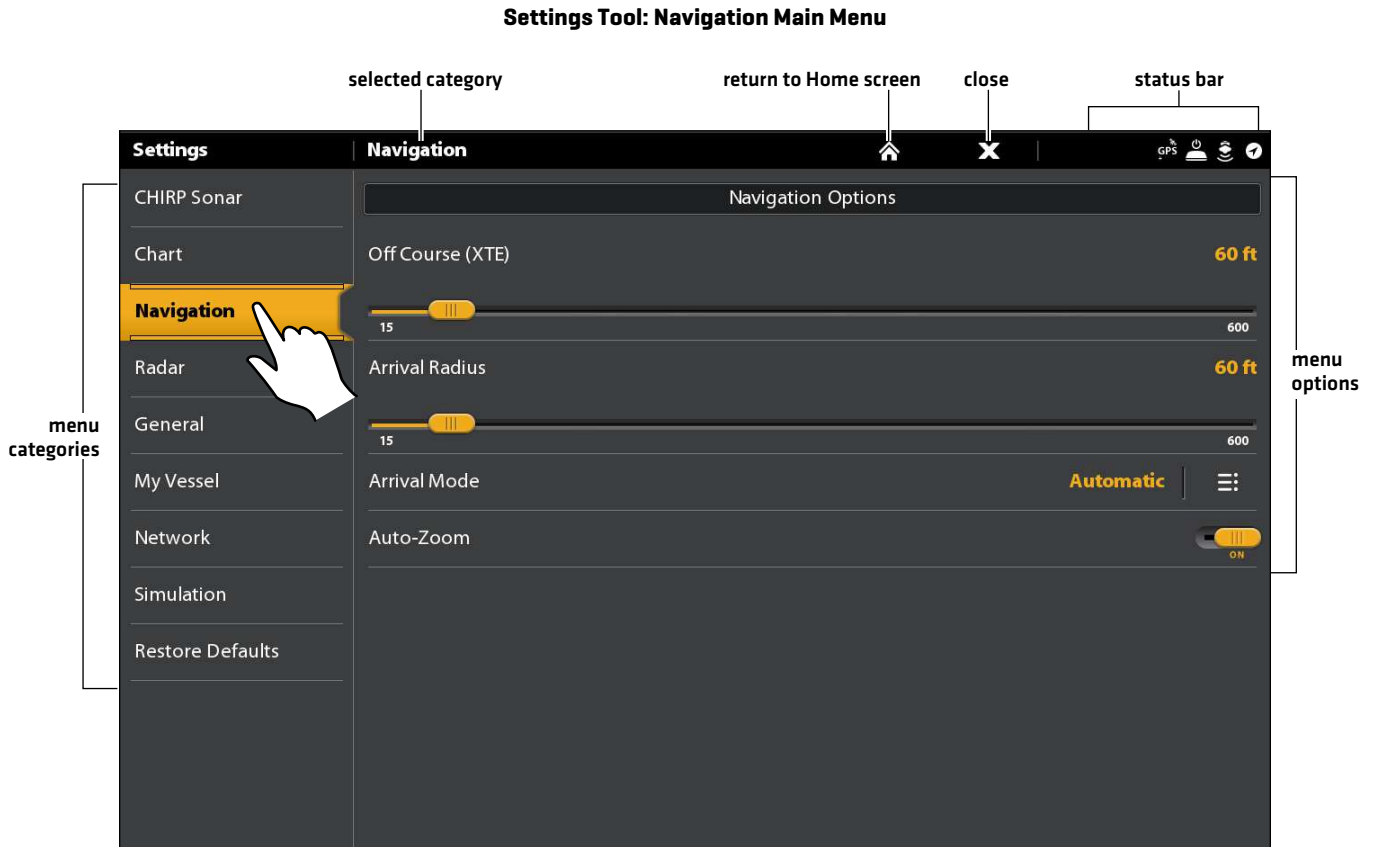 Settings Tool: Navigation Main Menu
selected category
return to Home screen
close
status bar
Settings
Navigation
GPS
CHIRP Sonar
Chart
Navigation
Radar
General
My Vessel
Network
Simulation
Restore Defaults
menu
categories
Navigation Options
Off Course (XTE) 60 ft
15 600
Arrival Radius 60 ft
15 600
Arrival Mode Automatic
Auto-Zoom
ON
menu
options